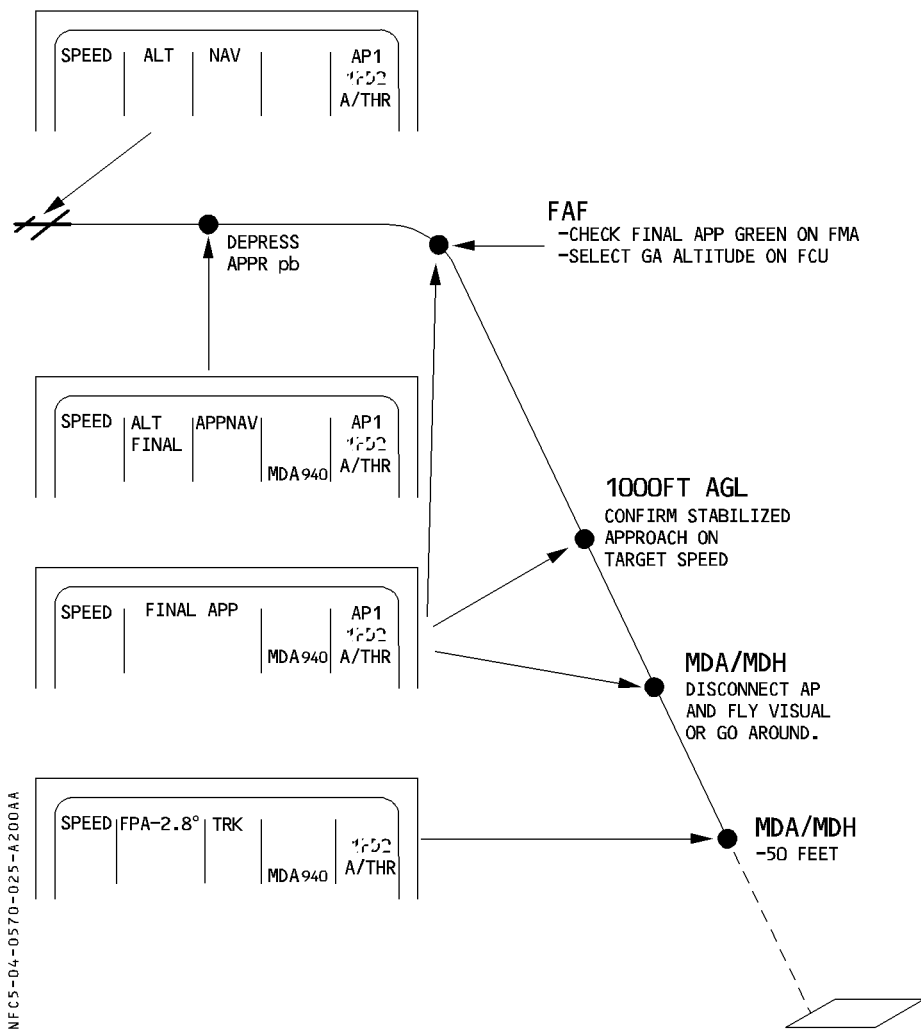 SPEED ALT NAV AP1
A/THR
DEPRESS
APPR pb
FAF
-CHECK FINAL APP GREEN ON FMA
-SELECT GA ALTITUDE ON FCU
SPEED ALT APPNAV AP1
FINAL
MDA940 A/THR
1000FT AGL
CONFIRM STABILIZED
APPROACH ON
TARGET SPEED
SPEED FINAL APP AP1
MDA940 A/THR
MDA/MDH
DISCONNECT AP
AND FLY VISUAL
OR GO AROUND.
SPEED FPA-2.8° TRK
MDA940 A/THR
MDA/MDH
-50 FEET
NFC5-04-0570-025-A200AA